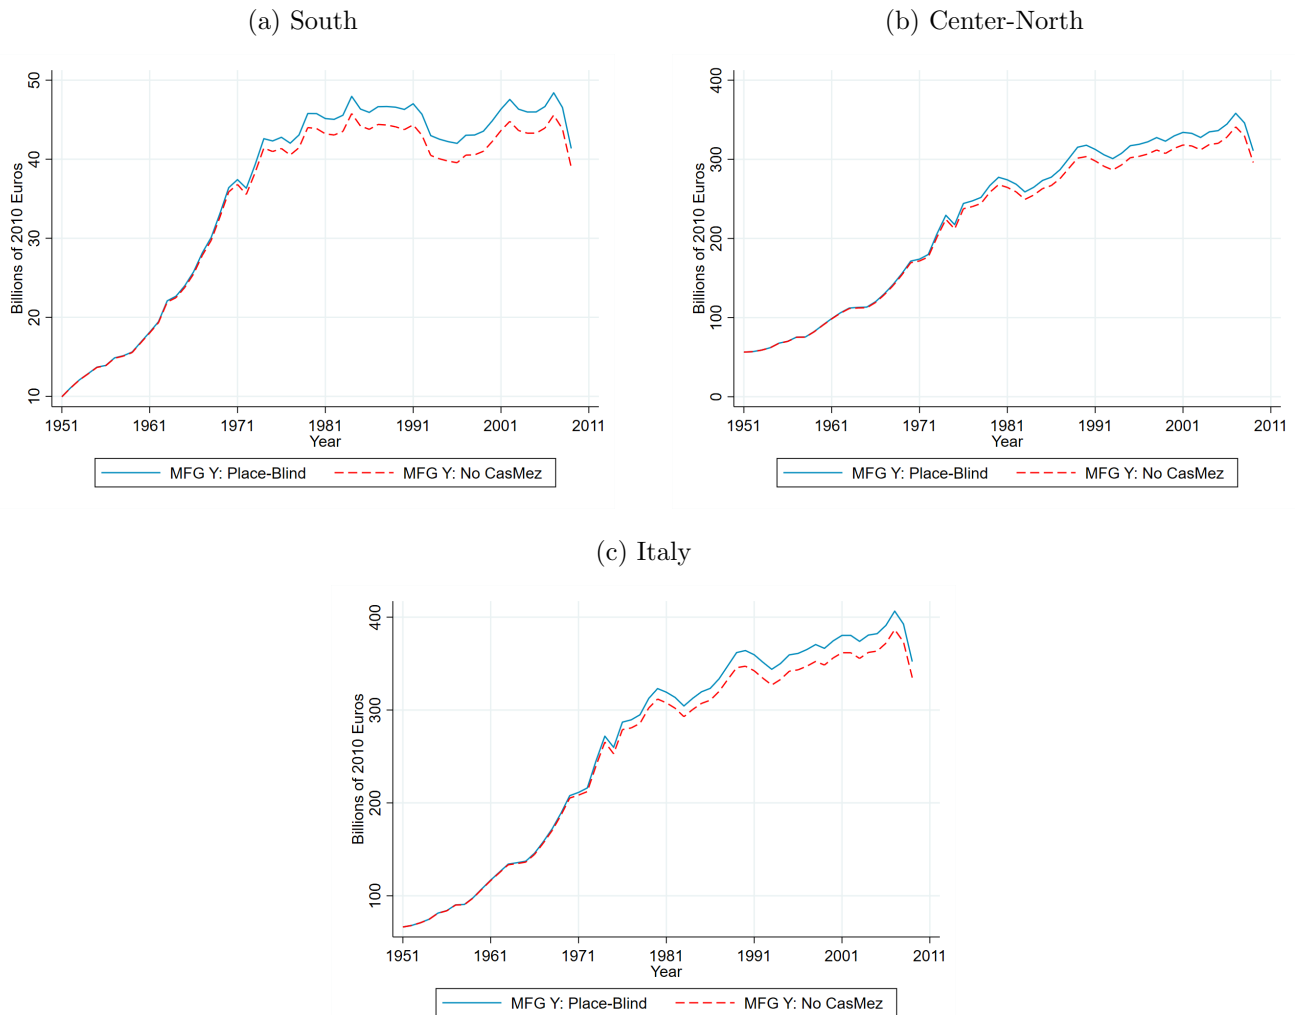 (a) South
Billions of 2010 Euros
50
40
30
20
10
1951 1961 1971 1981 1991 2001 2011
Year
MFG Y: Place-Blind MFG Y: No CasMez
(b) Center-North
Billions of 2010 Euros
400
300
200
100
0
1951 1961 1971 1981 1991 2001 2011
Year
MFG Y: Place-Blind MFG Y: No CasMez
(c) Italy
Billions of 2010 Euros
400
300
200
100
1951 1961 1971 1981 1991 2001 2011
Year
MFG Y: Place-Blind MFG Y: No CasMez